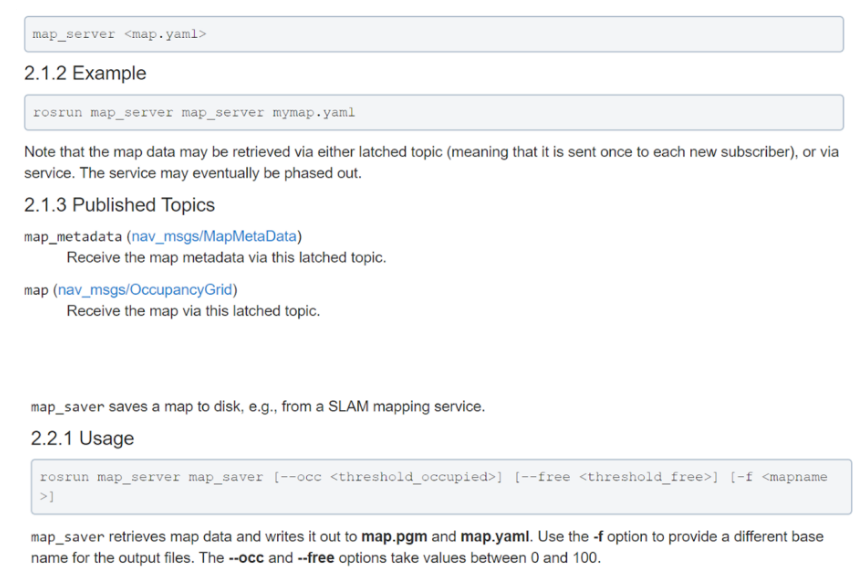 map_server <map.yaml>
2.1.2 Example
rosrun map_server map_server mymap.yaml
Note that the map data may be retrieved via either latched topic (meaning that it is sent once to each new subscriber), or via
service. The service may eventually be phased out.
2.1.3 Published Topics
map_metadata (nav_msgs/MapMetaData)
Receive the map metadata via this latched topic.
map (nav_msgs/OccupancyGrid)
Receive the map via this latched topic.
map_saver saves a map to disk, e.g., from a SLAM mapping service.
2.2.1 Usage
rosrun map_server map_saver [--occ <threshold_occupied>] [--free <threshold_free>] [-f <mapname
>]
map_saver retrieves map data and writes it out to map.pgm and map.yaml. Use the -f option to provide a different base
name for the output files. The --occ and --free options take values between 0 and 100.